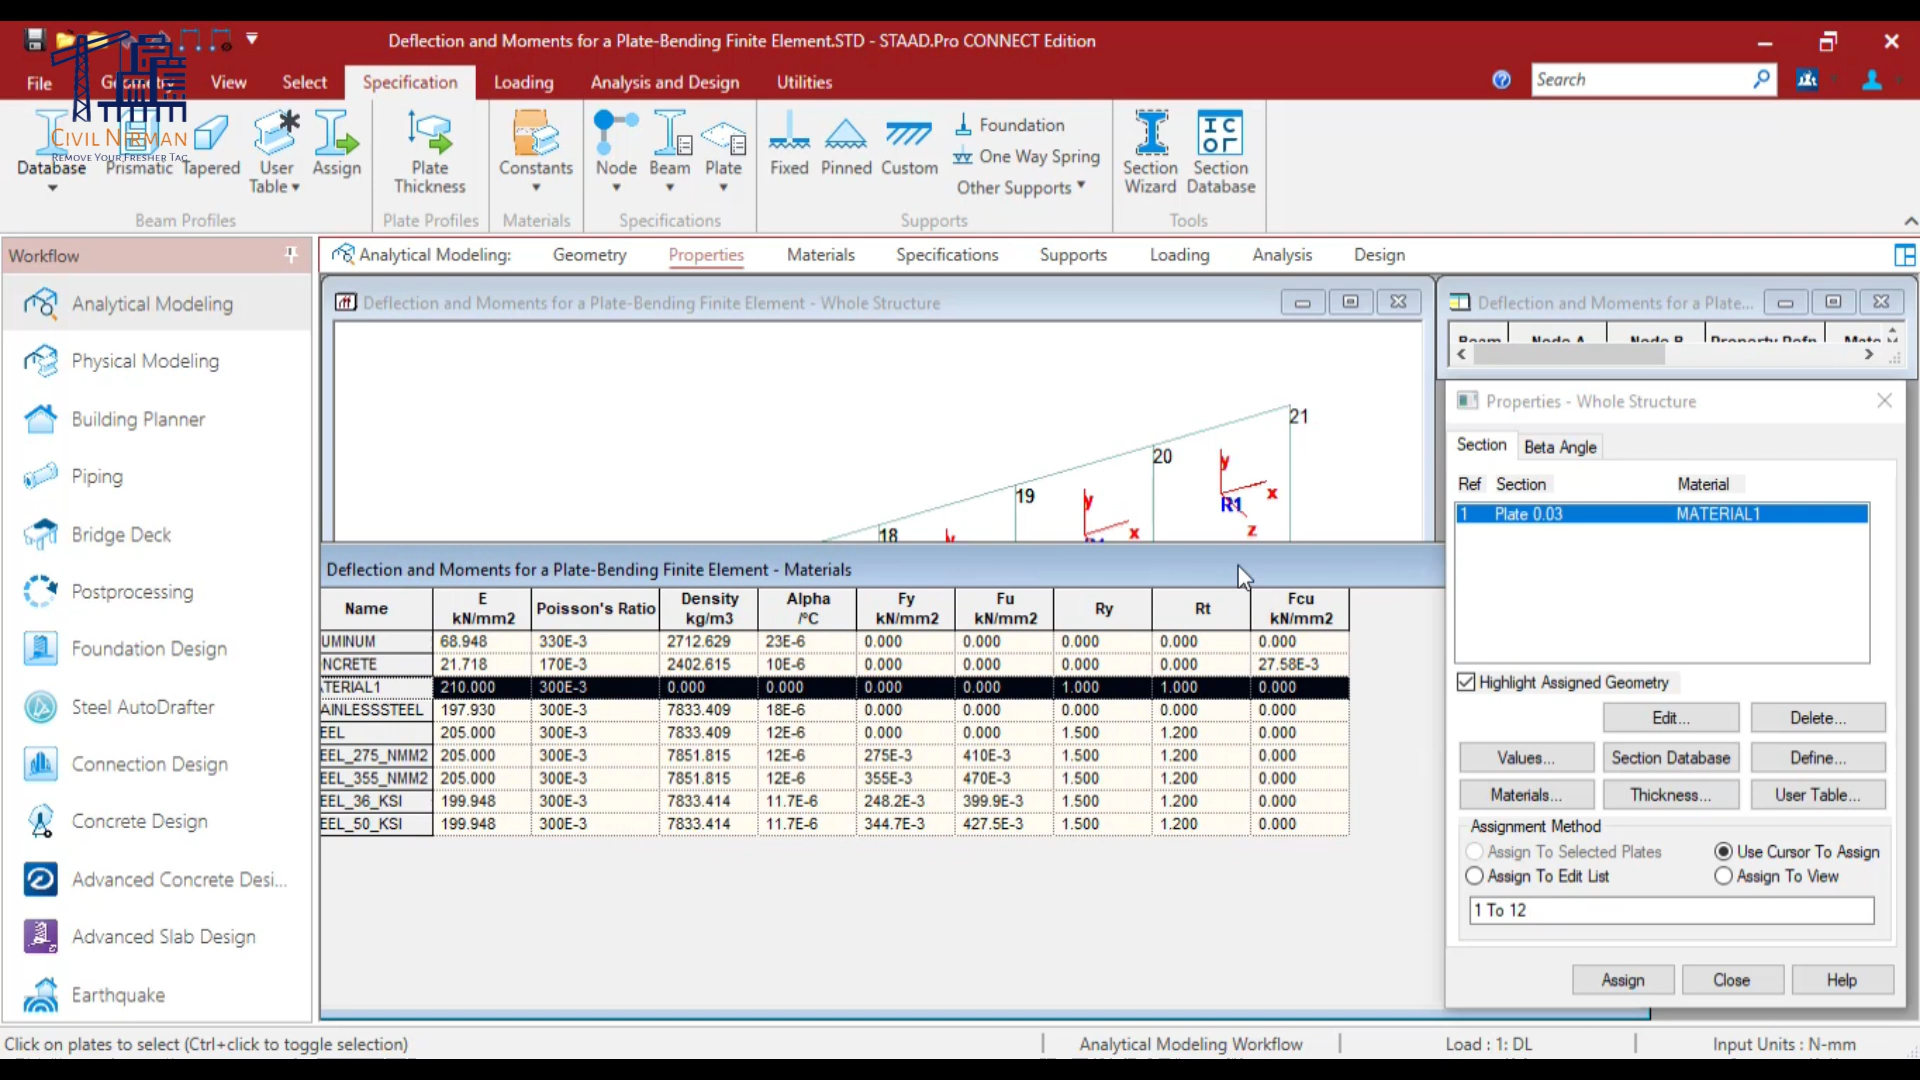 Deflection and Moments for a Plate-Bending Finite Element.STD - STAAD.Pro CONNECT Edition
File Geometry View Select Specification Loading Analysis and Design Utilities Search
CIVIL NIRMAN
REMOVE YOUR FRESHER TAG
Database Prismatic Tapered User Table Assign Plate Thickness Constants Node Beam Plate Fixed Pinned Custom Foundation One Way Spring Other Supports Section Wizard Section Database
Beam Profiles Plate Profiles Materials Specifications Supports Tools
Workflow
Analytical Modeling: Geometry Properties Materials Specifications Supports Loading Analysis Design
Analytical Modeling
Physical Modeling
Building Planner
Piping
Bridge Deck
Postprocessing
Foundation Design
Steel AutoDrafter
Connection Design
Concrete Design
Advanced Concrete Desi...
Advanced Slab Design
Earthquake
Deflection and Moments for a Plate-Bending Finite Element - Whole Structure
21
20
19
18
y
x
R1
z
y
x
Deflection and Moments for a Plate-Bending Finite Element - Materials
Name E kN/mm2 Poisson's Ratio Density kg/m3 Alpha /°C Fy kN/mm2 Fu kN/mm2 Ry Rt Fcu kN/mm2
UMINUM 68.948 330E-3 2712.629 23E-6 0.000 0.000 0.000 0.000 0.000
NCRETE 21.718 170E-3 2402.615 10E-6 0.000 0.000 0.000 0.000 27.58E-3
TERIAL1 210.000 300E-3 0.000 0.000 0.000 0.000 1.000 1.000 0.000
AINLESSSTEEL 197.930 300E-3 7833.409 18E-6 0.000 0.000 0.000 0.000 0.000
EEL 205.000 300E-3 7833.409 12E-6 0.000 0.000 1.500 1.200 0.000
EEL_275_NMM2 205.000 300E-3 7851.815 12E-6 275E-3 410E-3 1.500 1.200 0.000
EEL_355_NMM2 205.000 300E-3 7851.815 12E-6 355E-3 470E-3 1.500 1.200 0.000
EEL_36_KSI 199.948 300E-3 7833.414 11.7E-6 248.2E-3 399.9E-3 1.500 1.200 0.000
EEL_50_KSI 199.948 300E-3 7833.414 11.7E-6 344.7E-3 427.5E-3 1.500 1.200 0.000
Deflection and Moments for a Plate...
Beam Node A Node B Property Refn
Properties - Whole Structure
Section Beta Angle
Ref Section Material
1 Plate 0.03 MATERIAL1
Highlight Assigned Geometry
Edit... Delete...
Values... Section Database Define...
Materials... Thickness... User Table...
Assignment Method
Assign To Selected Plates Use Cursor To Assign
Assign To Edit List Assign To View
1 To 12
Assign Close Help
Click on plates to select (Ctrl+click to toggle selection) Analytical Modeling Workflow Load : 1: DL Input Units : N-mm